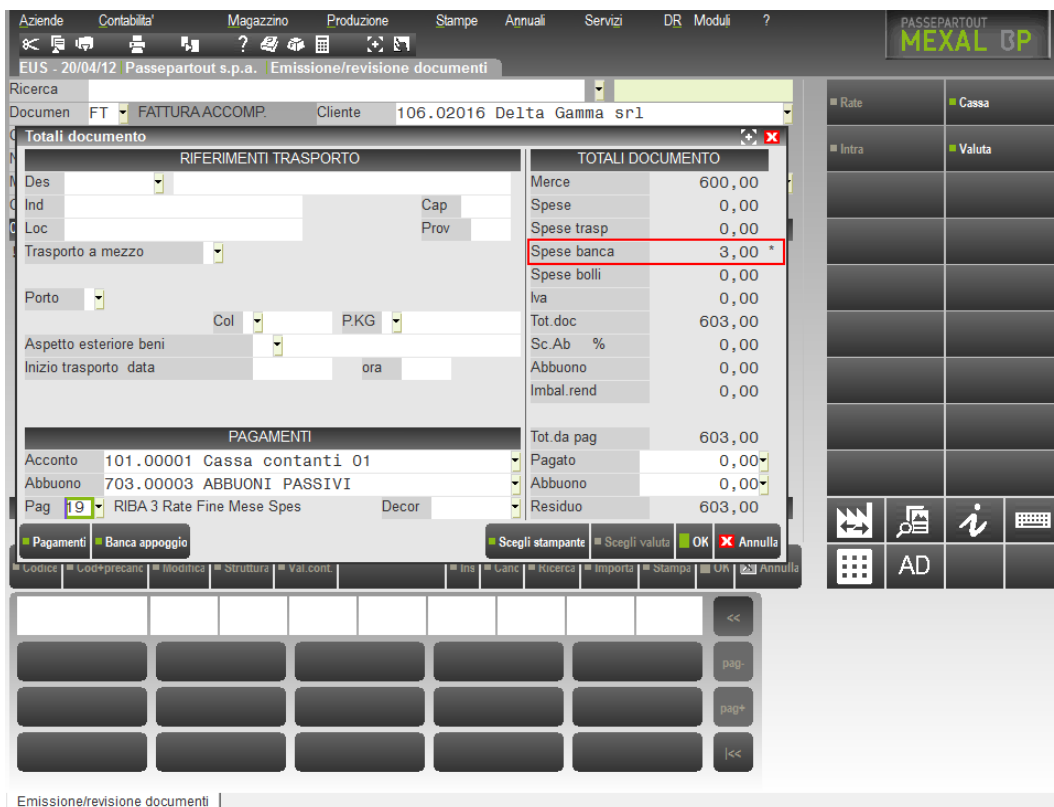 Aziende Contabilita' Magazzino Produzione Stampe Annuali Servizi DR Moduli ?
PASSEPARTOUT
MEXAL BP
EUS - 20/04/12 Passepartout s.p.a. Emissione/revisione documenti
Ricerca
Documen FT FATTURA ACCOMP. Cliente 106.02016 Delta Gamma srl
Rate Cassa
Intra Valuta
Totali documento
RIFERIMENTI TRASPORTO TOTALI DOCUMENTO
Des Merce 600,00
Ind Cap Spese 0,00
Loc Prov Spese trasp 0,00
Trasporto a mezzo Spese banca 3,00 *
Spese bolli 0,00
Porto Iva 0,00
Col P.KG Tot.doc 603,00
Aspetto esteriore beni Sc.Ab % 0,00
Inizio trasporto data ora Abbuono 0,00
Imbal.rend 0,00
PAGAMENTI Tot.da pag 603,00
Acconto 101.00001 Cassa contanti 01 Pagato 0,00
Abbuono 703.00003 ABBUONI PASSIVI Abbuono 0,00
Pag 19 RIBA 3 Rate Fine Mese Spes Decor Residuo 603,00
Pagamenti Banca appoggio Scegli stampante Scegli valuta OK Annulla
Codice Cod+precanc Modifica Struttura Val.cont. Ins Canc Ricerca Importa Stampa OK Annulla
AD
<<
pag-
pag+
|<<
Emissione/revisione documenti